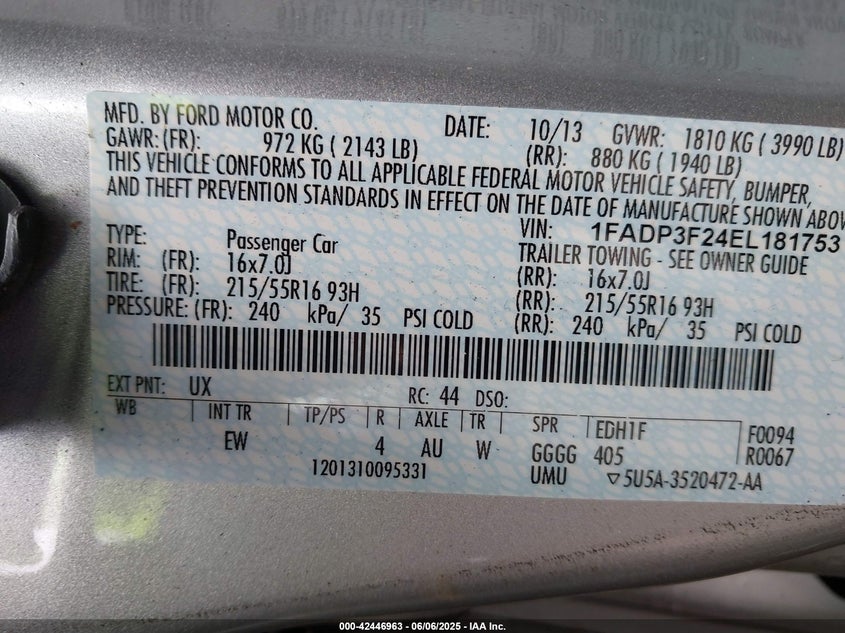 MFD. BY FORD MOTOR CO. DATE: 10/13 GVWR: 1810 KG ( 3990 LB)
GAWR: (FR): 972 KG ( 2143 LB) (RR): 880 KG ( 1940 LB)
THIS VEHICLE CONFORMS TO ALL APPLICABLE FEDERAL MOTOR VEHICLE SAFETY, BUMPER,
AND THEFT PREVENTION STANDARDS IN EFFECT ON THE DATE OF MANUFACTURE SHOWN ABOV
VIN: 1FADP3F24EL181753
TYPE: Passenger Car TRAILER TOWING - SEE OWNER GUIDE
RIM: (FR): 16x7.0J (RR): 16x7.0J
TIRE: (FR): 215/55R16 93H (RR): 215/55R16 93H
PRESSURE: (FR): 240 kPa/ 35 PSI COLD (RR): 240 kPa/ 35 PSI COLD
EXT PNT: UX RC: 44 DSO:
WB INT TR TP/PS R AXLE TR SPR EDH1F F0094
EW 4 AU W GGGG 405 R0067
1201310095331 UMU ▽5U5A-3520472-AA
000-42446963 - 06/06/2025 - IAA Inc.